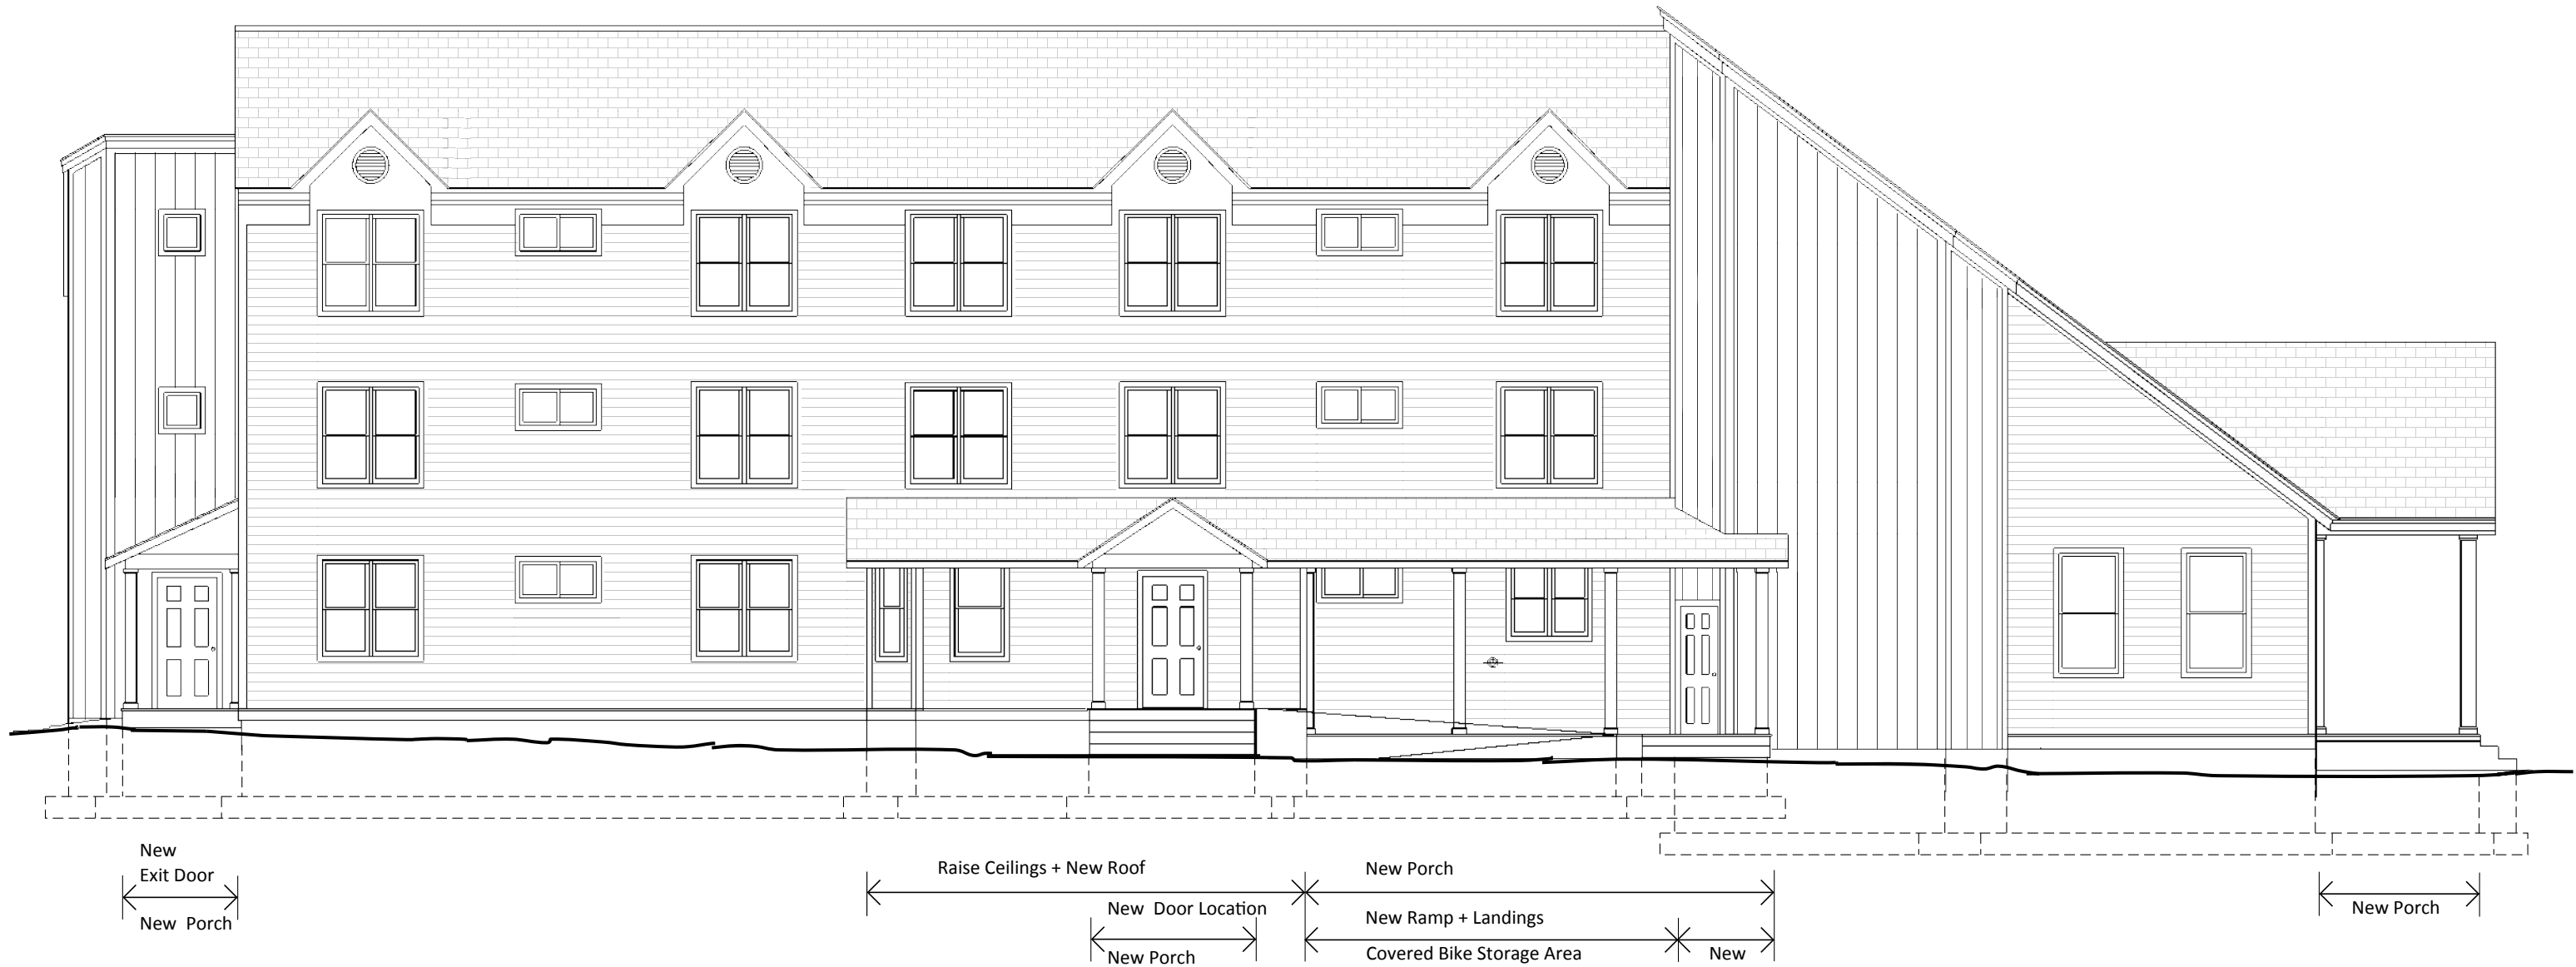 New
Exit Door
New Porch
Raise Ceilings + New Roof
New Door Location
New Porch
New Porch
New Ramp + Landings
Covered Bike Storage Area
New
New Porch